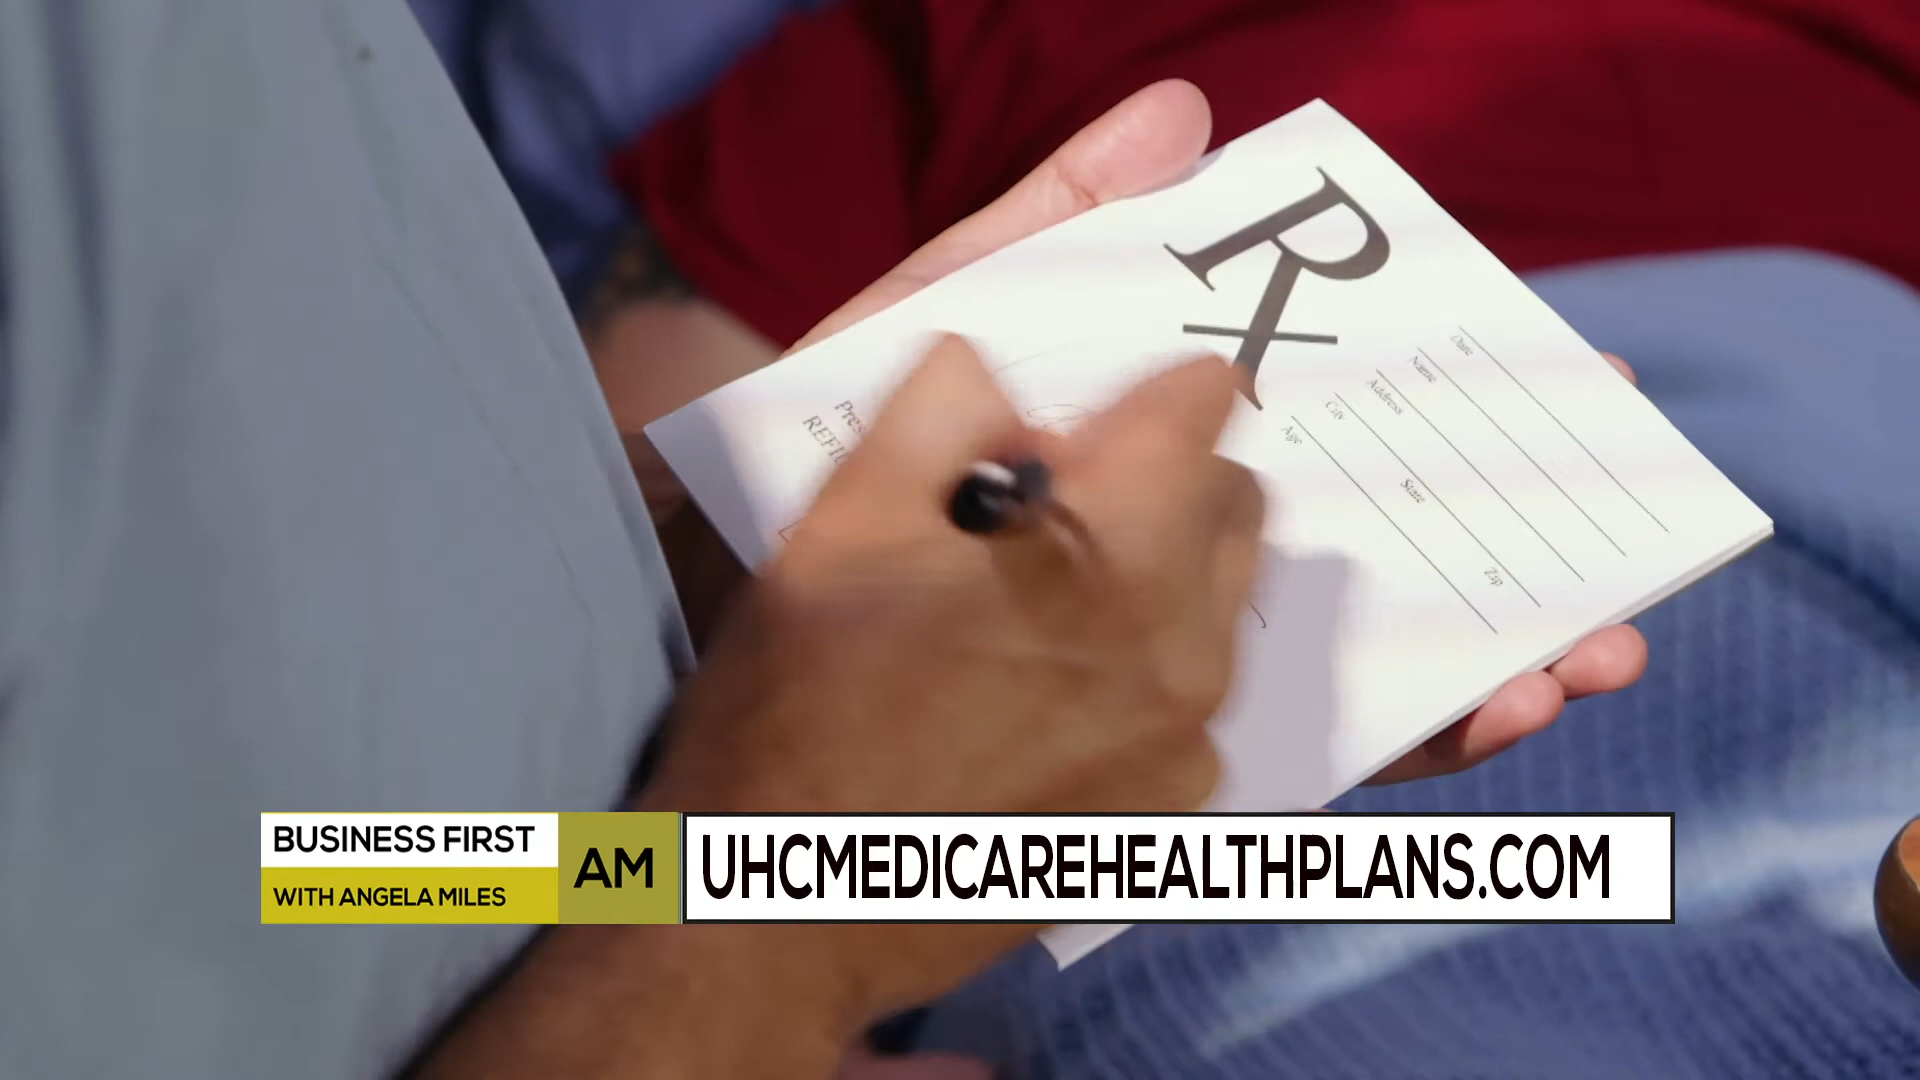 Rx
Date
Name
Address
City
State
Zip
Age
BUSINESS FIRST
WITH ANGELA MILES
AM
UHCMEDICAREHEALTHPLANS.COM